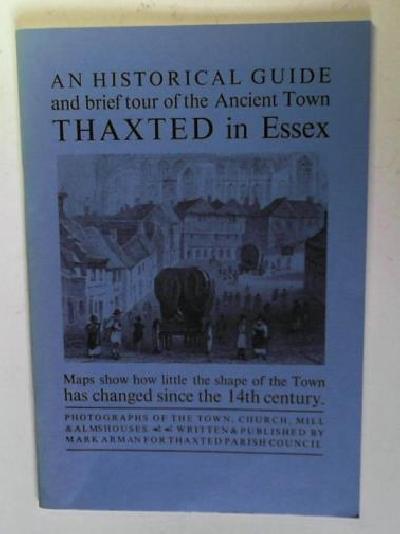 AN HISTORICAL GUIDE
and brief tour of the Ancient Town
THAXTED in Essex
Maps show how little the shape of the Town
has changed since the 14th century.
PHOTOGRAPHS OF THE TOWN, CHURCH, MILL
& ALMSHOUSES WRITTEN & PUBLISHED BY
MARK ARMAN FOR THAXTED PARISH COUNCIL